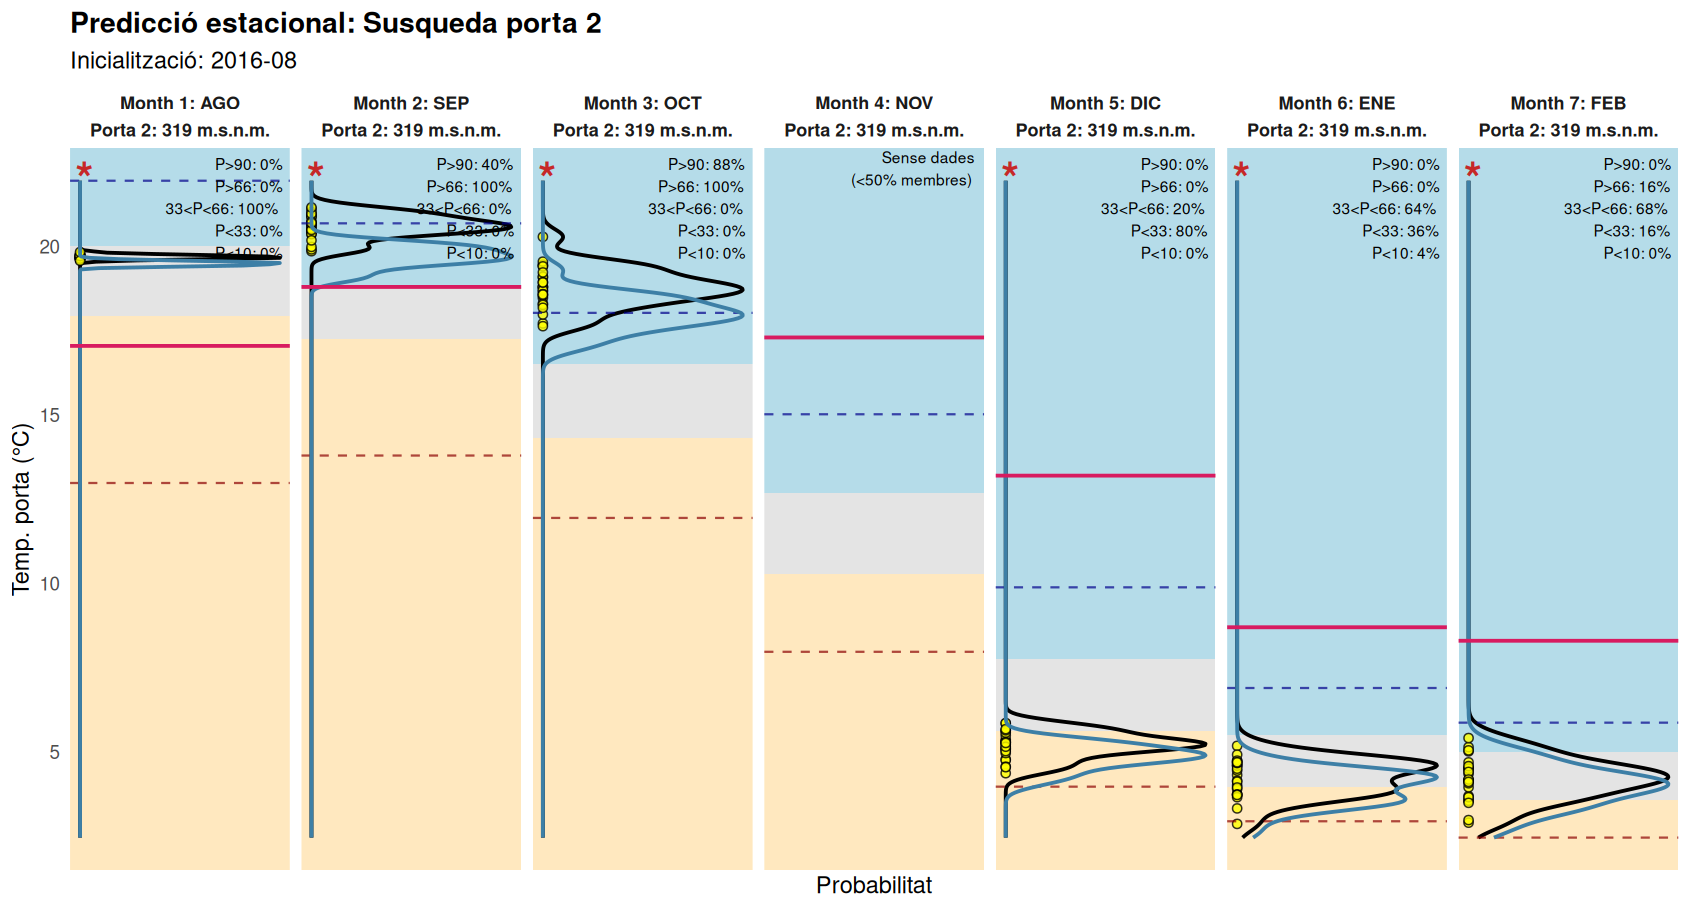 Predicció estacional: Susqueda porta 2
Inicialització: 2016-08
Month 1: AGO
Porta 2: 319 m.s.n.m.
Month 2: SEP
Porta 2: 319 m.s.n.m.
Month 3: OCT
Porta 2: 319 m.s.n.m.
Month 4: NOV
Porta 2: 319 m.s.n.m.
Month 5: DIC
Porta 2: 319 m.s.n.m.
Month 6: ENE
Porta 2: 319 m.s.n.m.
Month 7: FEB
Porta 2: 319 m.s.n.m.
*
P>90: 0%
P>66: 0%
33<P<66: 100%
P<33: 0%
P<10: 0%
*
P>90: 40%
P>66: 100%
33<P<66: 0%
P<33: 0%
P<10: 0%
*
P>90: 88%
P>66: 100%
33<P<66: 0%
P<33: 0%
P<10: 0%
Sense dades
(<50% membres)
*
P>90: 0%
P>66: 0%
33<P<66: 20%
P<33: 80%
P<10: 0%
*
P>90: 0%
P>66: 0%
33<P<66: 64%
P<33: 36%
P<10: 4%
*
P>90: 0%
P>66: 16%
33<P<66: 68%
P<33: 16%
P<10: 0%
20
15
10
5
Temp. porta (°C)
Probabilitat